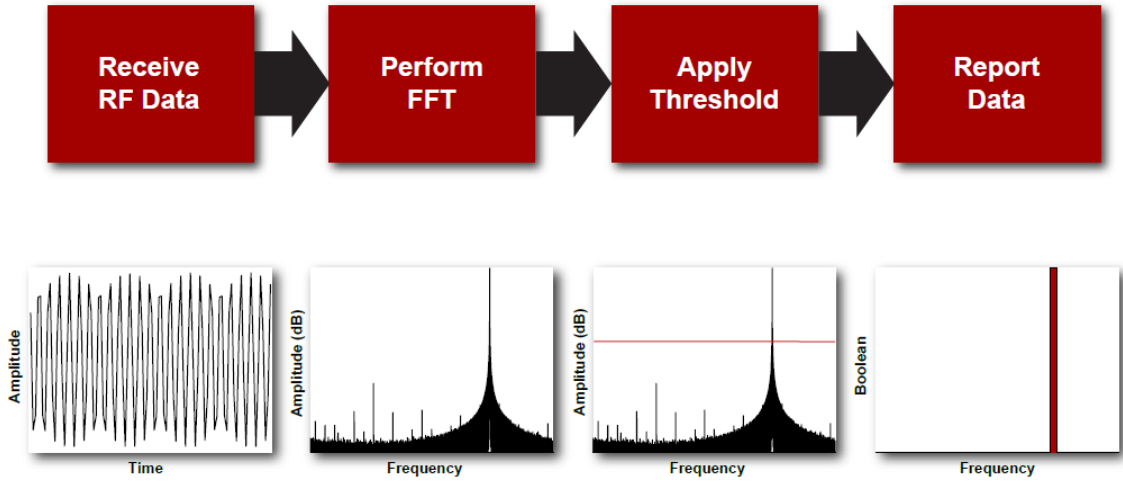 Receive
RF Data
Perform
FFT
Apply
Threshold
Report
Data
Amplitude
Time
Amplitude (dB)
Frequency
Amplitude (dB)
Frequency
Boolean
Frequency